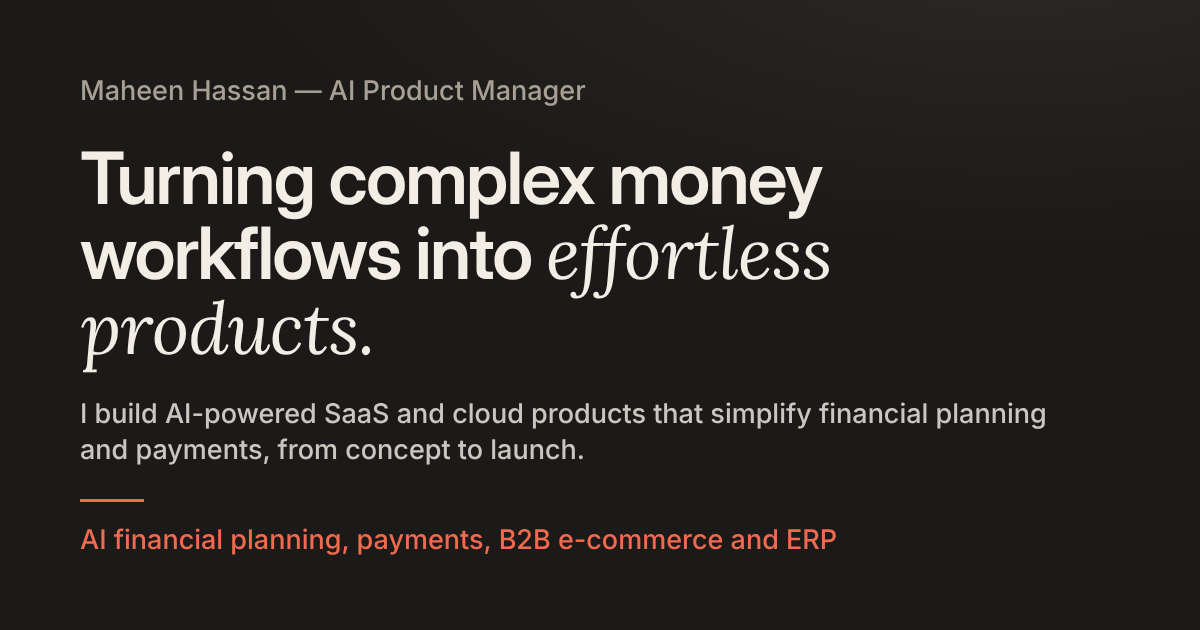 Maheen Hassan — AI Product Manager
Turning complex money
workflows into effortless
products.
I build AI-powered SaaS and cloud products that simplify financial planning
and payments, from concept to launch.
AI financial planning, payments, B2B e-commerce and ERP